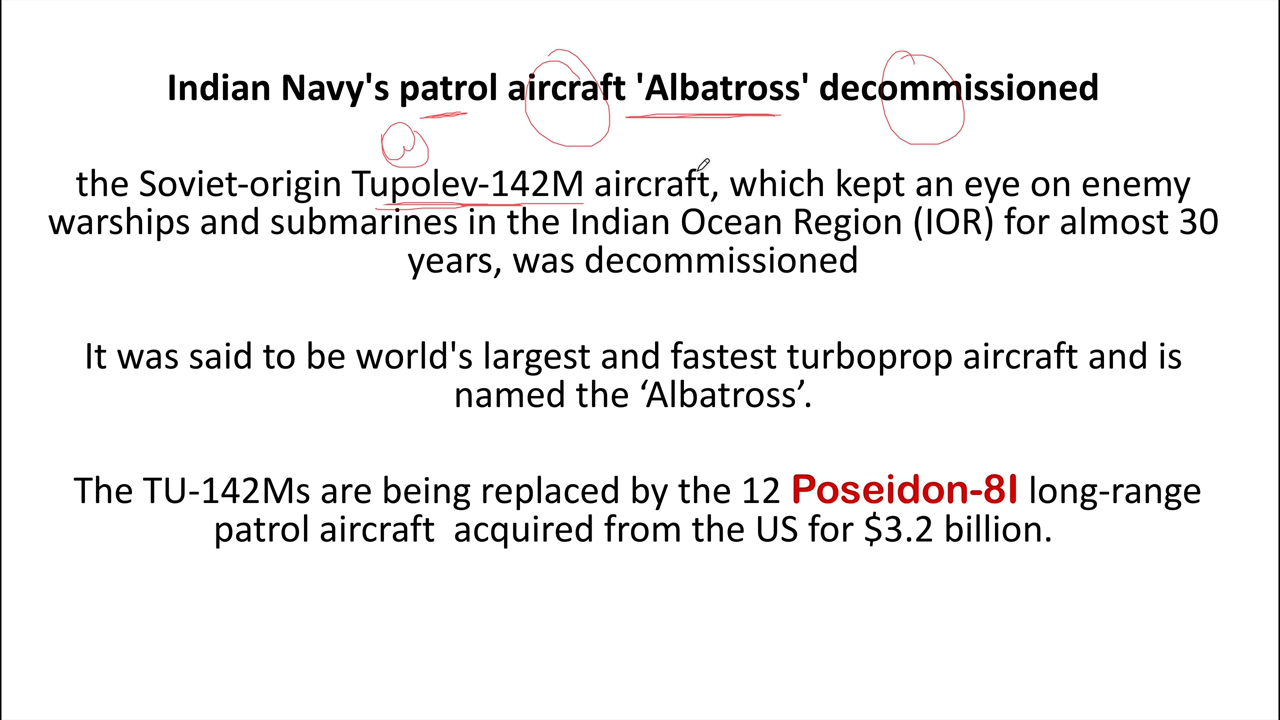 Indian Navy's patrol aircraft 'Albatross' decommissioned
the Soviet-origin Tupolev-142M aircraft, which kept an eye on enemy
warships and submarines in the Indian Ocean Region (IOR) for almost 30
years, was decommissioned
It was said to be world's largest and fastest turboprop aircraft and is
named the ‘Albatross’.
The TU-142Ms are being replaced by the 12 Poseidon-8I long-range
patrol aircraft  acquired from the US for $3.2 billion.